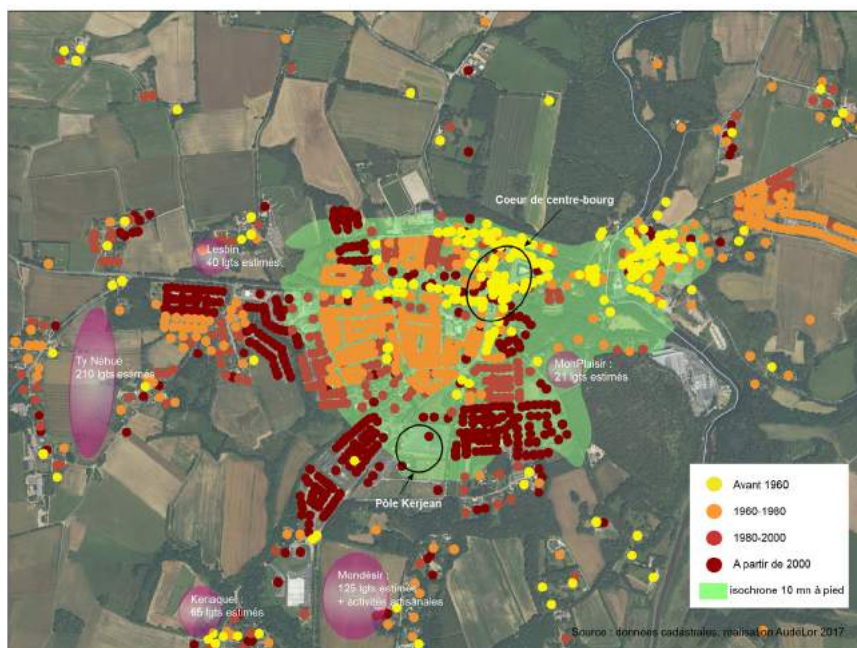 Coeur de centre-bourg
Lesbin :
40 lgts estimés
Ty Néhué
210 lgts estimés
MonPlaisir :
21 lgts estimés
Pôle Kerjean
Mondésir :
125 lgts estimés
+ activités artisanales
65 lgts estimés
Avant 1960
1960-1980
1980-2000
A partir de 2000
isochrone 10 mn à pied
Source : données cadastrales, réalisation AudéLor 2017